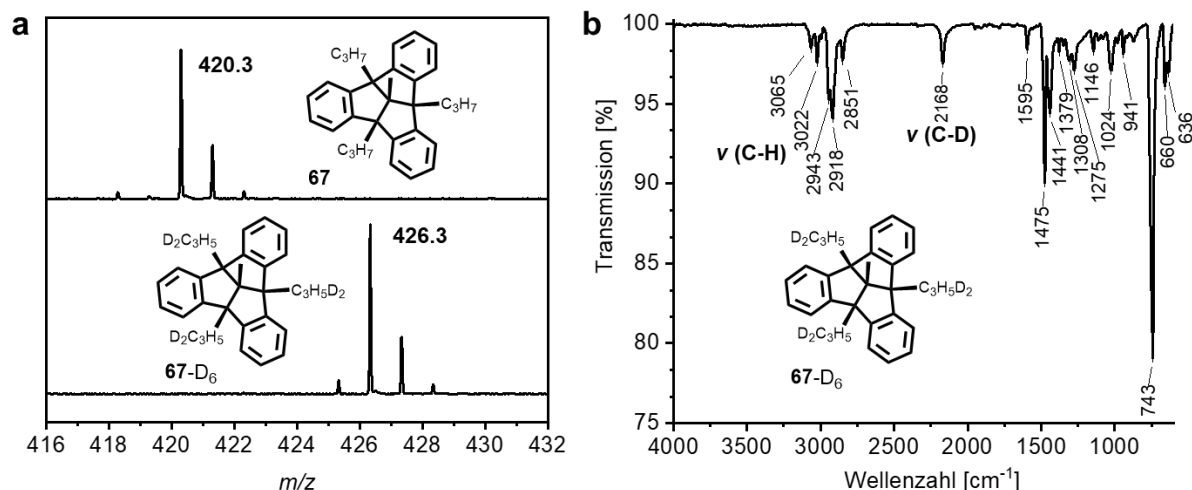 a
420.3
C3H7
C3H7
C3H7
67
D2C3H5
426.3
C3H5D2
D2C3H5
67-D6
416 418 420 422 424 426 428 430 432
m/z
b
100
95
90
85
80
75
Transmission [%]
3065
3022
2943
2918
2851
2168
1595
1475
1441
1379
1308
1275
1146
1024
941
743
660
636
ν (C-H)
ν (C-D)
D2C3H5
C3H5D2
D2C3H5
67-D6
4000 3500 3000 2500 2000 1500 1000
Wellenzahl [cm-1]